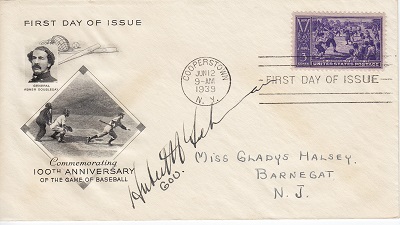 FIRST DAY OF ISSUE
GENERAL
ABNER DOUBLEDAY
Commemorating
100TH ANNIVERSARY
OF THE GAME OF BASEBALL
COOPERSTOWN
JUN 12
9-AM
1939
N.Y.
3
UNITED STATES POSTAGE
FIRST DAY OF ISSUE
Gov.
MISS GLADYS HALSEY,
BARNEGAT
N. J.